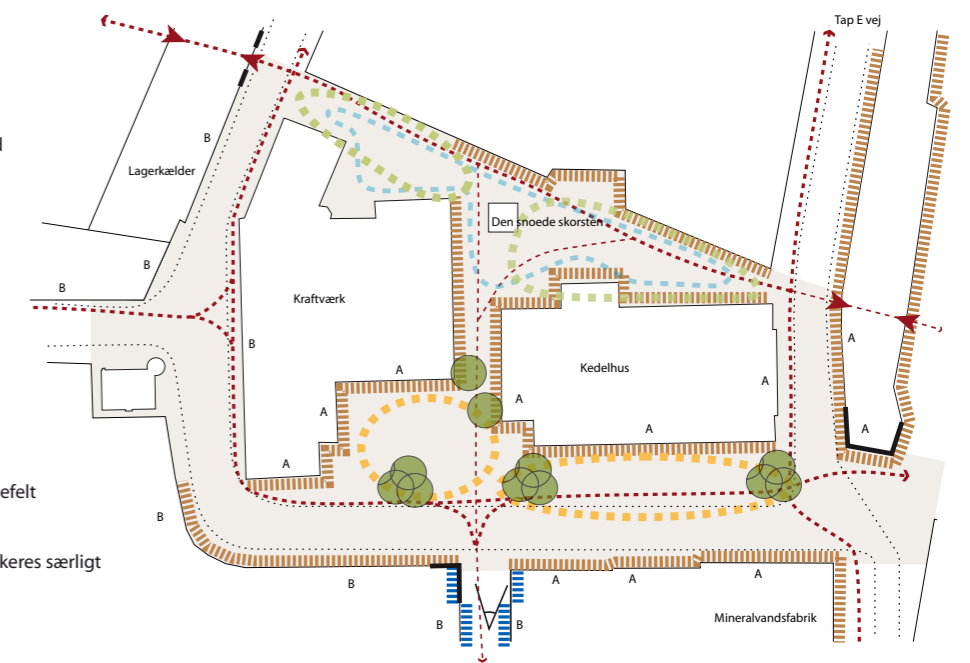 Tap E vej
B
Lagerkælder
B
B
Den snoede skorsten
Kraftværk
B
A
A
A
Kedelhus
A
A
A
A
A
efelt
B
keres særligt
B
A
A
A
B
B
Mineralvandsfabrik